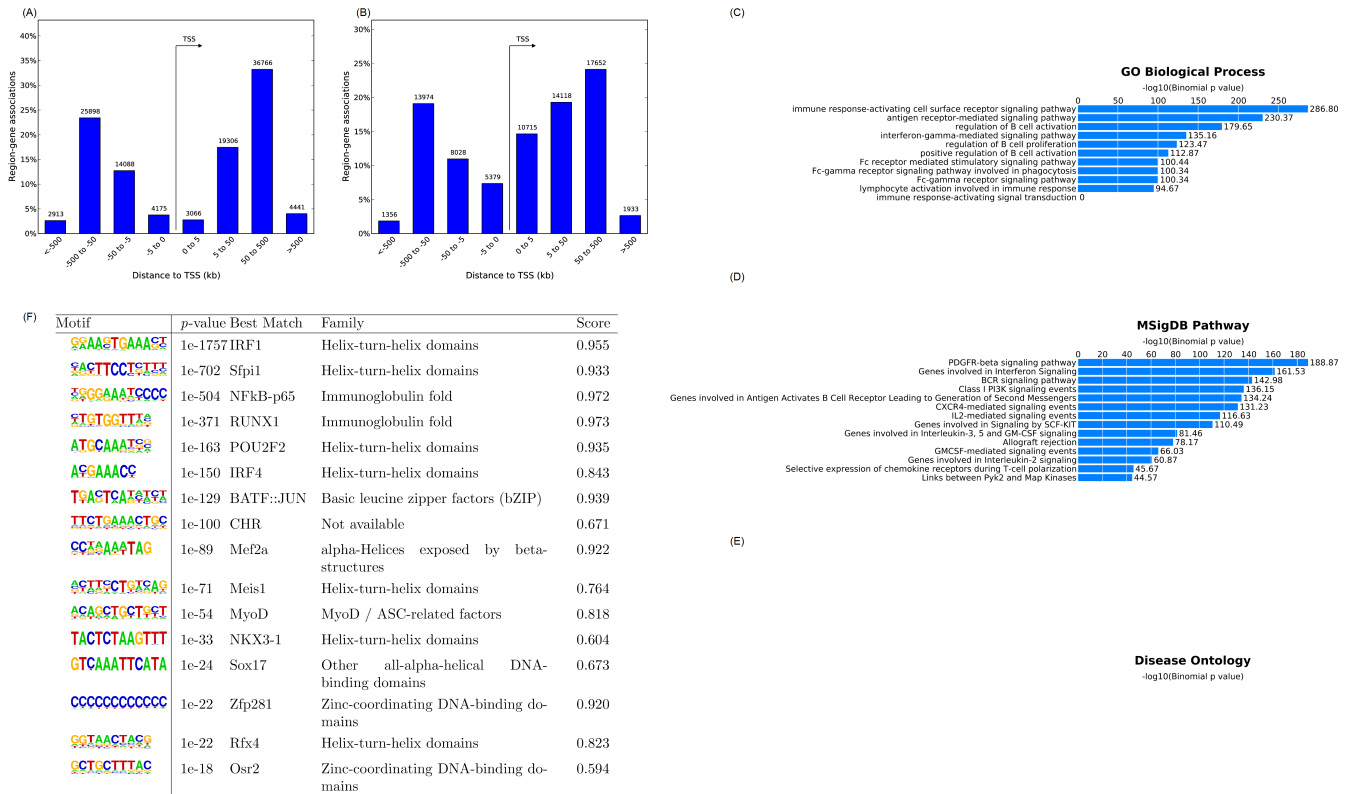 (A)
40%
35%
30%
25%
20%
15%
10%
5%
0%
Region-gene associations
TSS
2913
25898
14088
4175
3066
19306
36766
4441
<-500
-500 to -50
-50 to -5
-5 to 0
0 to 5
5 to 50
50 to 500
>500
Distance to TSS (kb)
(B)
30%
25%
20%
15%
10%
5%
0%
Region-gene associations
TSS
1356
13974
8028
5379
10715
14118
17652
1933
<-500
-500 to -50
-50 to -5
-5 to 0
0 to 5
5 to 50
50 to 500
>500
Distance to TSS (kb)
(C)
GO Biological Process
-log10(Binomial p value)
0 50 100 150 200 250
immune response-activating cell surface receptor signaling pathway 286.80
antigen receptor-mediated signaling pathway 230.37
regulation of B cell activation 179.65
interferon-gamma-mediated signaling pathway 135.16
regulation of B cell proliferation 123.47
positive regulation of B cell activation 112.87
Fc receptor mediated stimulatory signaling pathway 100.44
Fc-gamma receptor signaling pathway involved in phagocytosis 100.34
Fc-gamma receptor signaling pathway 100.34
lymphocyte activation involved in immune response 94.67
immune response-activating signal transduction 0
(D)
MSigDB Pathway
-log10(Binomial p value)
0 20 40 60 80 100 120 140 160 180
PDGFR-beta signaling pathway 188.87
Genes involved in Interferon Signaling 161.53
BCR signaling pathway 142.98
Class I PI3K signaling events 136.15
Genes involved in Antigen Activates B Cell Receptor Leading to Generation of Second Messengers 134.24
CXCR4-mediated signaling events 131.23
IL2-mediated signaling events 116.63
Genes involved in Signaling by SCF-KIT 110.49
Genes involved in Interleukin-3, 5 and GM-CSF signaling 81.46
Allograft rejection 78.17
GMCSF-mediated signaling events 66.03
Genes involved in Interleukin-2 signaling 60.87
Selective expression of chemokine receptors during T-cell polarization 45.67
Links between Pyk2 and Map Kinases 44.57
(E)
Disease Ontology
-log10(Binomial p value)
(F)
Motif p-value Best Match Family Score
GGAAGTGAAACT 1e-1757 IRF1 Helix-turn-helix domains 0.955
CACTTCCTCTTT 1e-702 Sfpi1 Helix-turn-helix domains 0.933
TGGGAAATCCCC 1e-504 NFkB-p65 Immunoglobulin fold 0.972
CTGTGGTTTA 1e-371 RUNX1 Immunoglobulin fold 0.973
ATGCAAATCG 1e-163 POU2F2 Helix-turn-helix domains 0.935
ACGAAACC 1e-150 IRF4 Helix-turn-helix domains 0.843
TGACTCATATCT 1e-129 BATF::JUN Basic leucine zipper factors (bZIP) 0.939
TTCTGAAACTGC 1e-100 CHR Not available 0.671
CCTAAAATAG 1e-89 Mef2a alpha-Helices exposed by beta-
structures 0.922
ACTTCCTGTCAG 1e-71 Meis1 Helix-turn-helix domains 0.764
ACAGCTGCTGCT 1e-54 MyoD MyoD / ASC-related factors 0.818
TACTCTAAGTTT 1e-33 NKX3-1 Helix-turn-helix domains 0.604
GTCAAATTCATA 1e-24 Sox17 Other all-alpha-helical DNA-
binding domains 0.673
CCCCCCCCCCCC 1e-22 Zfp281 Zinc-coordinating DNA-binding do-
mains 0.920
GGTAACTACG 1e-22 Rfx4 Helix-turn-helix domains 0.823
GCTGCTTTAC 1e-18 Osr2 Zinc-coordinating DNA-binding do-
mains 0.594